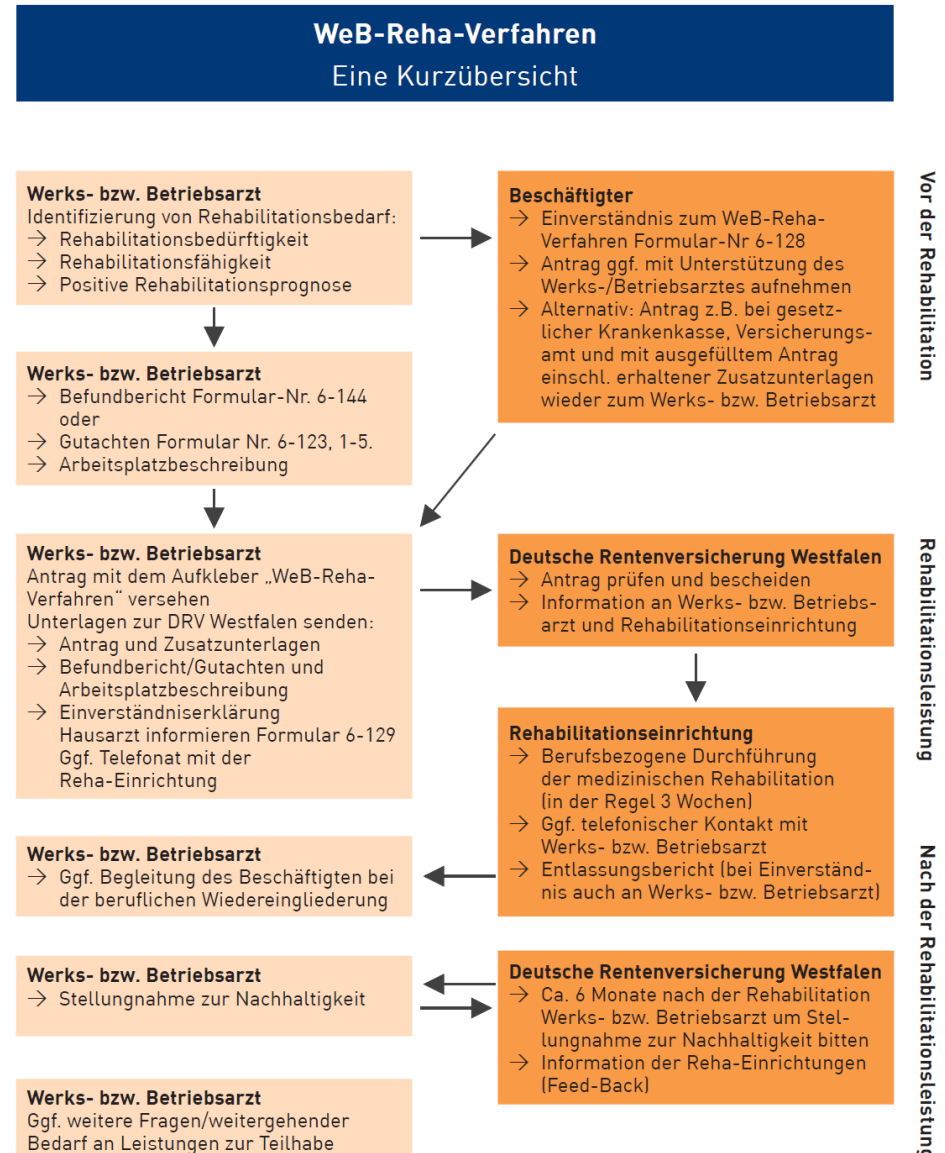 WeB-Reha-Verfahren
Eine Kurzübersicht
Werks- bzw. Betriebsarzt
Identifizierung von Rehabilitationsbedarf:
→ Rehabilitationsbedürftigkeit
→ Rehabilitationsfähigkeit
→ Positive Rehabilitationsprognose
Beschäftigter
→ Einverständnis zum WeB-Reha-
Verfahren Formular-Nr 6-128
→ Antrag ggf. mit Unterstützung des
Werks-/Betriebsarztes aufnehmen
→ Alternativ: Antrag z.B. bei gesetz-
licher Krankenkasse, Versicherungs-
amt und mit ausgefülltem Antrag
einschl. erhaltener Zusatzunterlagen
wieder zum Werks- bzw. Betriebsarzt
Vor der Rehabilitation
Werks- bzw. Betriebsarzt
→ Befundbericht Formular-Nr. 6-144
oder
→ Gutachten Formular Nr. 6-123, 1-5.
→ Arbeitsplatzbeschreibung
Werks- bzw. Betriebsarzt
Antrag mit dem Aufkleber „WeB-Reha-
Verfahren“ versehen
Unterlagen zur DRV Westfalen senden:
→ Antrag und Zusatzunterlagen
→ Befundbericht/Gutachten und
Arbeitsplatzbeschreibung
→ Einverständniserklärung
Hausarzt informieren Formular 6-129
Ggf. Telefonat mit der
Reha-Einrichtung
Deutsche Rentenversicherung Westfalen
→ Antrag prüfen und bescheiden
→ Information an Werks- bzw. Betriebs-
arzt und Rehabilitationseinrichtung
Rehabilitationsleistung
Rehabilitationseinrichtung
→ Berufsbezogene Durchführung
der medizinischen Rehabilitation
(in der Regel 3 Wochen)
→ Ggf. telefonischer Kontakt mit
Werks- bzw. Betriebsarzt
→ Entlassungsbericht (bei Einverständ-
nis auch an Werks- bzw. Betriebsarzt)
Werks- bzw. Betriebsarzt
→ Ggf. Begleitung des Beschäftigten bei
der beruflichen Wiedereingliederung
Nach der Rehabilitationsleistung
Werks- bzw. Betriebsarzt
→ Stellungnahme zur Nachhaltigkeit
Deutsche Rentenversicherung Westfalen
→ Ca. 6 Monate nach der Rehabilitation
Werks- bzw. Betriebsarzt um Stel-
lungnahme zur Nachhaltigkeit bitten
→ Information der Reha-Einrichtungen
(Feed-Back)
Werks- bzw. Betriebsarzt
Ggf. weitere Fragen/weitergehender
Bedarf an Leistungen zur Teilhabe